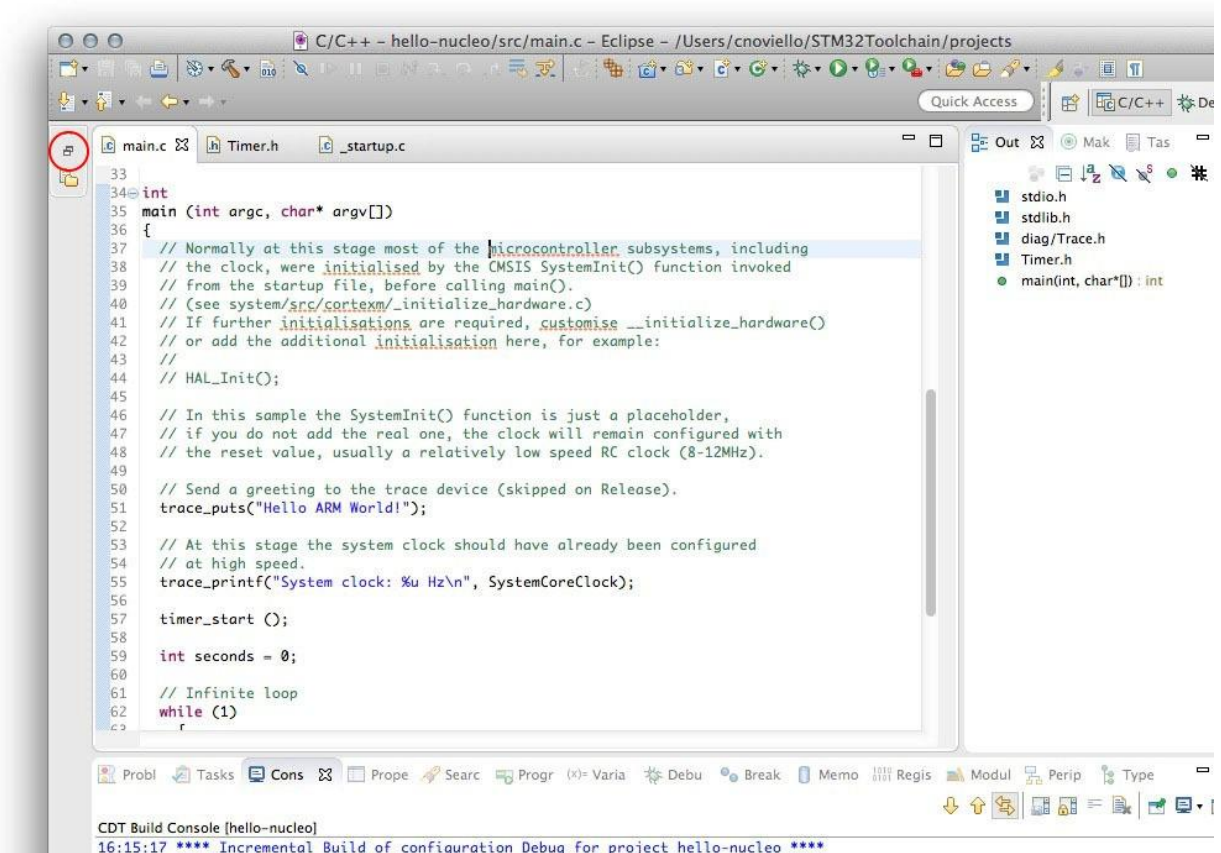 C/C++ – hello-nucleo/src/main.c – Eclipse – /Users/cnoviello/STM32Toolchain/projects
Quick Access
C/C++
De
main.c
Timer.h
_startup.c
Out
Mak
Tas
33
34 int
35 main (int argc, char* argv[])
36 {
37 // Normally at this stage most of the microcontroller subsystems, including
38 // the clock, were initialised by the CMSIS SystemInit() function invoked
39 // from the startup file, before calling main().
40 // (see system/src/cortexm/_initialize_hardware.c)
41 // If further initialisations are required, customise __initialize_hardware()
42 // or add the additional initialisation here, for example:
43 //
44 // HAL_Init();
45
46 // In this sample the SystemInit() function is just a placeholder,
47 // if you do not add the real one, the clock will remain configured with
48 // the reset value, usually a relatively low speed RC clock (8-12MHz).
49
50 // Send a greeting to the trace device (skipped on Release).
51 trace_puts("Hello ARM World!");
52
53 // At this stage the system clock should have already been configured
54 // at high speed.
55 trace_printf("System clock: %u Hz\n", SystemCoreClock);
56
57 timer_start ();
58
59 int seconds = 0;
60
61 // Infinite loop
62 while (1)
63 {
stdio.h
stdlib.h
diag/Trace.h
Timer.h
main(int, char*[]) : int
Probl
Tasks
Cons
Prope
Searc
Progr
(x)= Varia
Debu
Break
Memo
Regis
Modul
Perip
Type
CDT Build Console [hello-nucleo]
16:15:17 **** Incremental Build of configuration Debug for project hello-nucleo ****